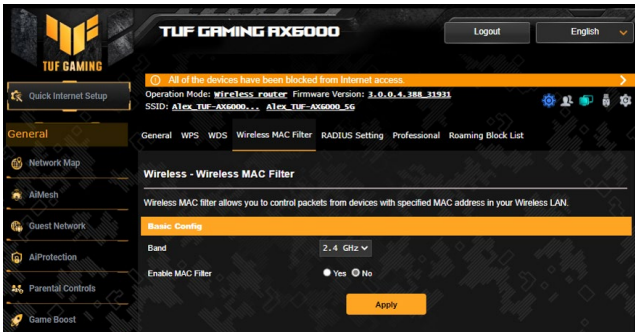 TUF GAMING
TUF GAMING AX6000
Logout
English
Quick Internet Setup
All of the devices have been blocked from Internet access.
Operation Mode: Wireless router Firmware Version: 3.0.0.4.388_31931
SSID: Alex_TUF-AX6000... Alex_TUF-AX6000_5G
General
General WPS WDS Wireless MAC Filter RADIUS Setting Professional Roaming Block List
Network Map
AiMesh
Guest Network
AiProtection
Parental Controls
Game Boost
Wireless - Wireless MAC Filter
Wireless MAC filter allows you to control packets from devices with specified MAC address in your Wireless LAN.
Basic Config
Band 2.4 GHz
Enable MAC Filter Yes No
Apply